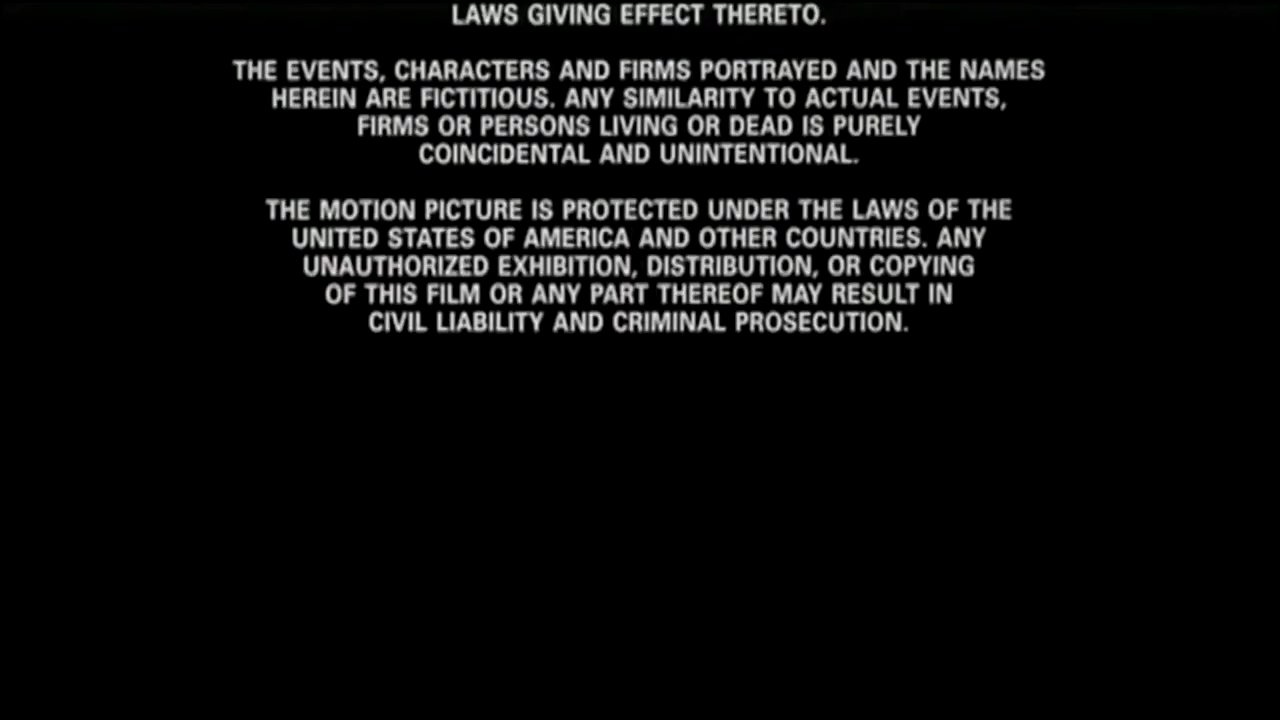 LAWS GIVING EFFECT THERETO.
THE EVENTS, CHARACTERS AND FIRMS PORTRAYED AND THE NAMES
HEREIN ARE FICTITIOUS. ANY SIMILARITY TO ACTUAL EVENTS,
FIRMS OR PERSONS LIVING OR DEAD IS PURELY
COINCIDENTAL AND UNINTENTIONAL.
THE MOTION PICTURE IS PROTECTED UNDER THE LAWS OF THE
UNITED STATES OF AMERICA AND OTHER COUNTRIES. ANY
UNAUTHORIZED EXHIBITION, DISTRIBUTION, OR COPYING
OF THIS FILM OR ANY PART THEREOF MAY RESULT IN
CIVIL LIABILITY AND CRIMINAL PROSECUTION.